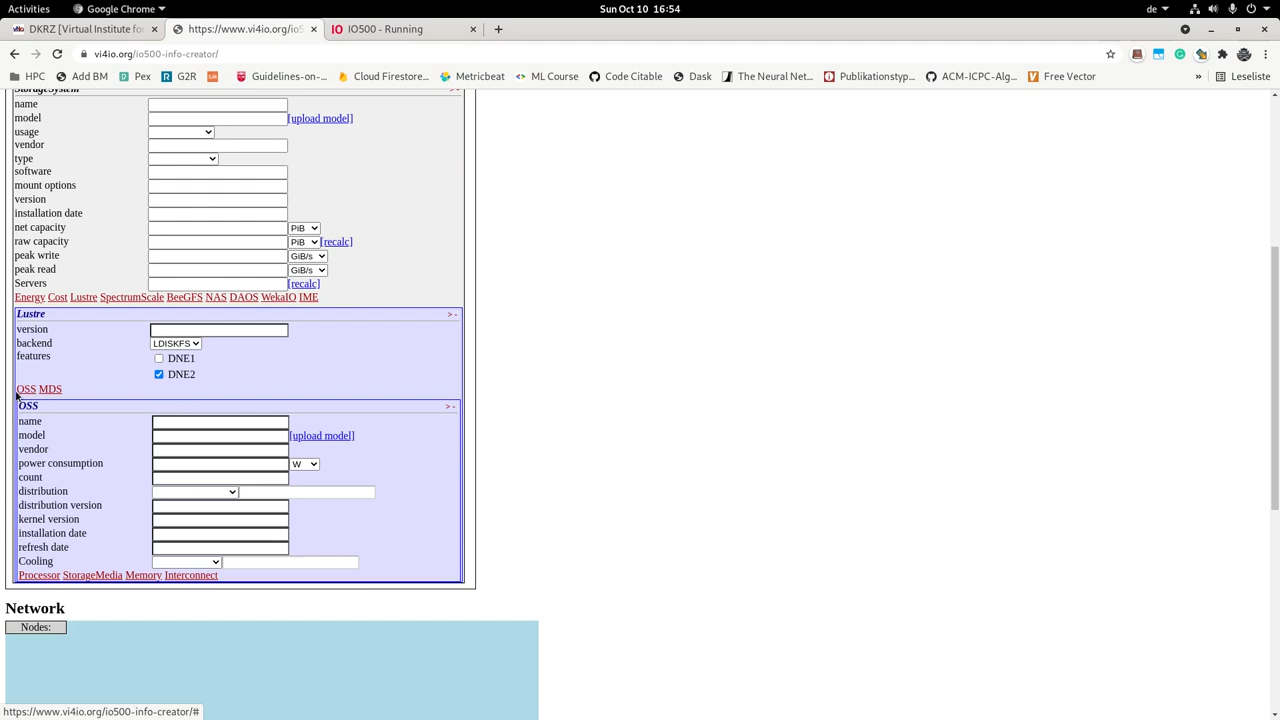 Activities
Google Chrome
Sun Oct 10 16:54
de
DKRZ [Virtual Institute for
https://www.vi4io.org/io5
IO500 - Running
vi4io.org/io500-info-creator/
HPC
Add BM
Pex
G2R
Guidelines-on-...
Cloud Firestore...
Metricbeat
ML Course
Code Citable
Dask
The Neural Net...
Publikationstyp...
ACM-ICPC-Alg...
Free Vector
»
Leseliste
StorageSystem > -
name
model [upload model]]
usage
vendor
type
software
mount options
version
installation date
net capacity PiB
raw capacity PiB [recalc]
peak write GiB/s
peak read GiB/s
Servers [recalc]
Energy Cost Lustre SpectrumScale BeeGFS NAS DAOS WekaIO IME
Lustre > -
version
backend LDISKFS
features DNE1
DNE2
OSS MDS
OSS > -
name
model [upload model]]
vendor
power consumption W
count
distribution
distribution version
kernel version
installation date
refresh date
Cooling
Processor StorageMedia Memory Interconnect
Network
Nodes:
https://www.vi4io.org/io500-info-creator/#